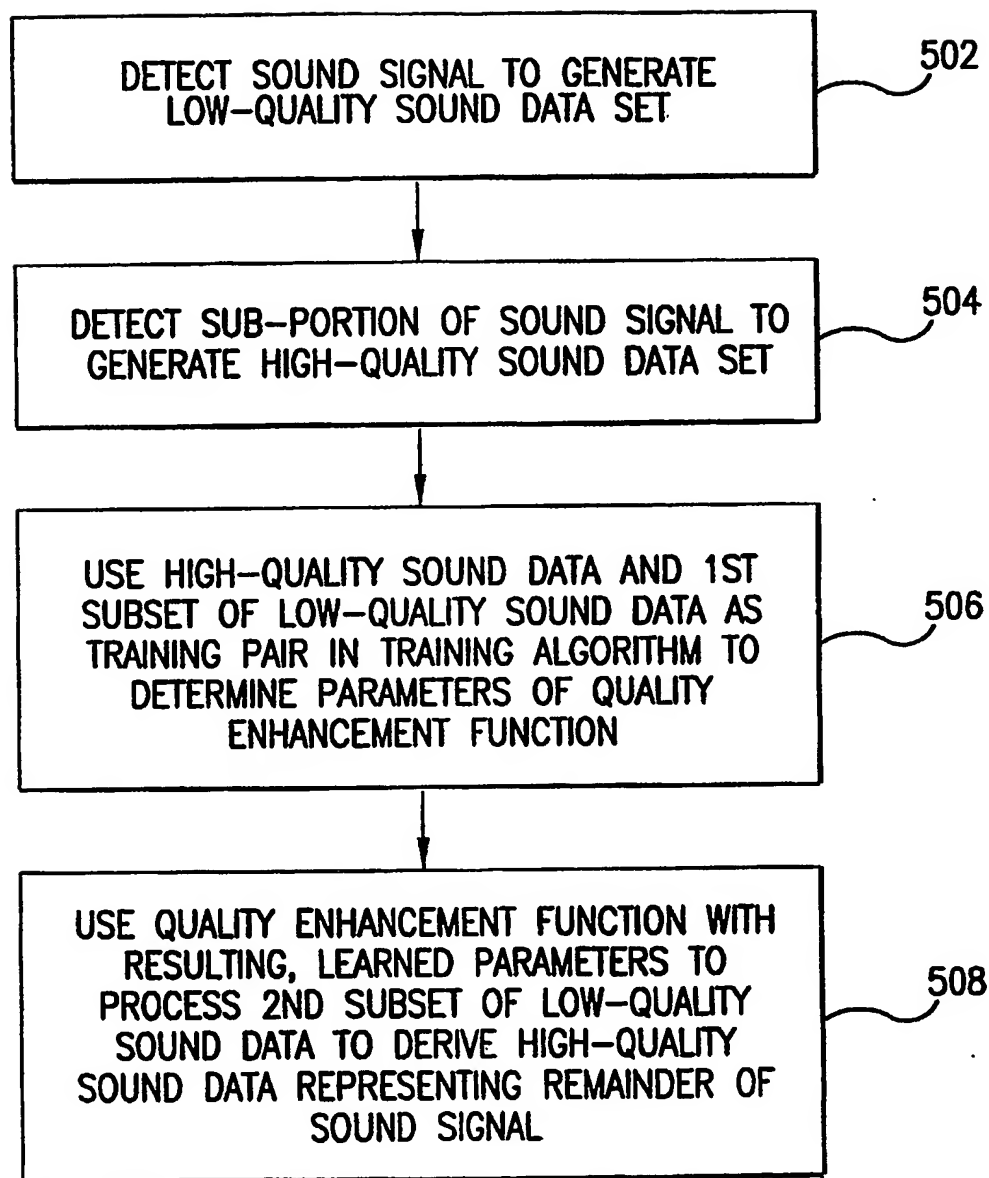 DETECT SOUND SIGNAL TO GENERATE
LOW-QUALITY SOUND DATA SET
502
DETECT SUB-PORTION OF SOUND SIGNAL TO
GENERATE HIGH-QUALITY SOUND DATA SET
504
USE HIGH-QUALITY SOUND DATA AND 1ST
SUBSET OF LOW-QUALITY SOUND DATA AS
TRAINING PAIR IN TRAINING ALGORITHM TO
DETERMINE PARAMETERS OF QUALITY
ENHANCEMENT FUNCTION
506
USE QUALITY ENHANCEMENT FUNCTION WITH
RESULTING, LEARNED PARAMETERS TO
PROCESS 2ND SUBSET OF LOW-QUALITY
SOUND DATA TO DERIVE HIGH-QUALITY
SOUND DATA REPRESENTING REMAINDER OF
SOUND SIGNAL
508